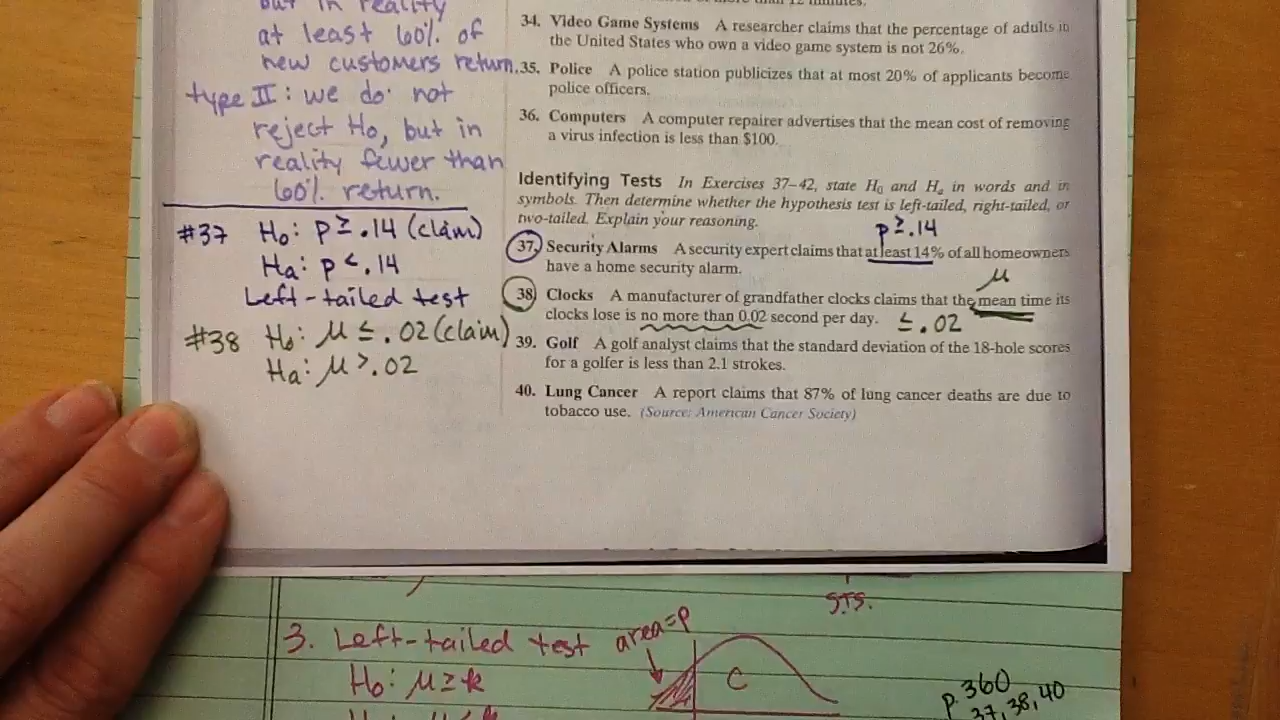 but in reality
at least 60% of
new customers return.
type II: we do not
reject Ho, but in
reality fewer than
60% return.
#37 Ho: p ≥ .14 (claim)
Ha: p < .14
Left-tailed test
#38 Ho: μ ≤ .02 (claim)
Ha: μ > .02
12 minutes.
34. Video Game Systems A researcher claims that the percentage of adults in
the United States who own a video game system is not 26%.
35. Police A police station publicizes that at most 20% of applicants become
police officers.
36. Computers A computer repairer advertises that the mean cost of removing
a virus infection is less than $100.
Identifying Tests In Exercises 37–42, state H0 and Ha in words and in
symbols. Then determine whether the hypothesis test is left-tailed, right-tailed, or
two-tailed. Explain your reasoning.
p ≥ .14
37. Security Alarms A security expert claims that at least 14% of all homeowners
have a home security alarm.
μ
38. Clocks A manufacturer of grandfather clocks claims that the mean time its
clocks lose is no more than 0.02 second per day. ≤ .02
39. Golf A golf analyst claims that the standard deviation of the 18-hole scores
for a golfer is less than 2.1 strokes.
40. Lung Cancer A report claims that 87% of lung cancer deaths are due to
tobacco use. (Source: American Cancer Society)
S.T.S.
3. Left-tailed test
Ho: μ ≥ k
area=P
C
p. 360
37, 38, 40